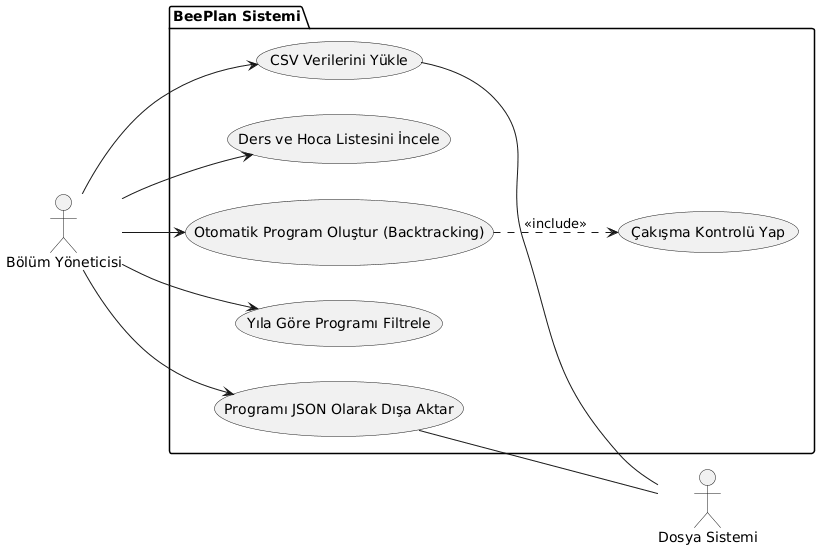 BeePlan Sistemi
CSV Verilerini Yükle
Ders ve Hoca Listesini İncele
Otomatik Program Oluştur (Backtracking)
«include»
Çakışma Kontrolü Yap
Bölüm Yöneticisi
Yıla Göre Programı Filtrele
Programı JSON Olarak Dışa Aktar
Dosya Sistemi